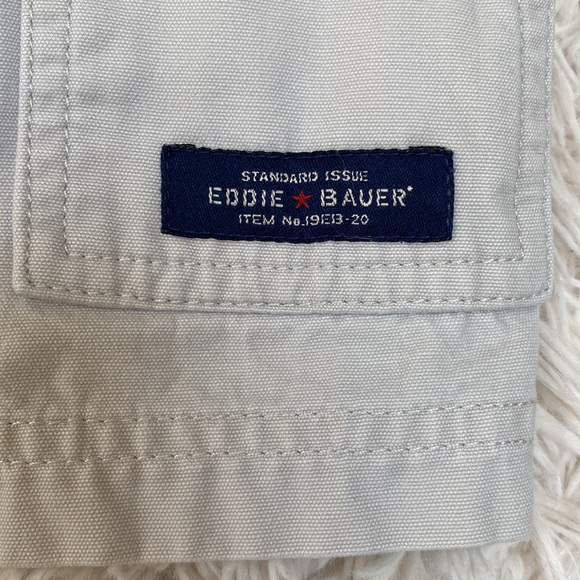 STANDARD ISSUE
EDDIE ★ BAUER®
ITEM No.19EB-20